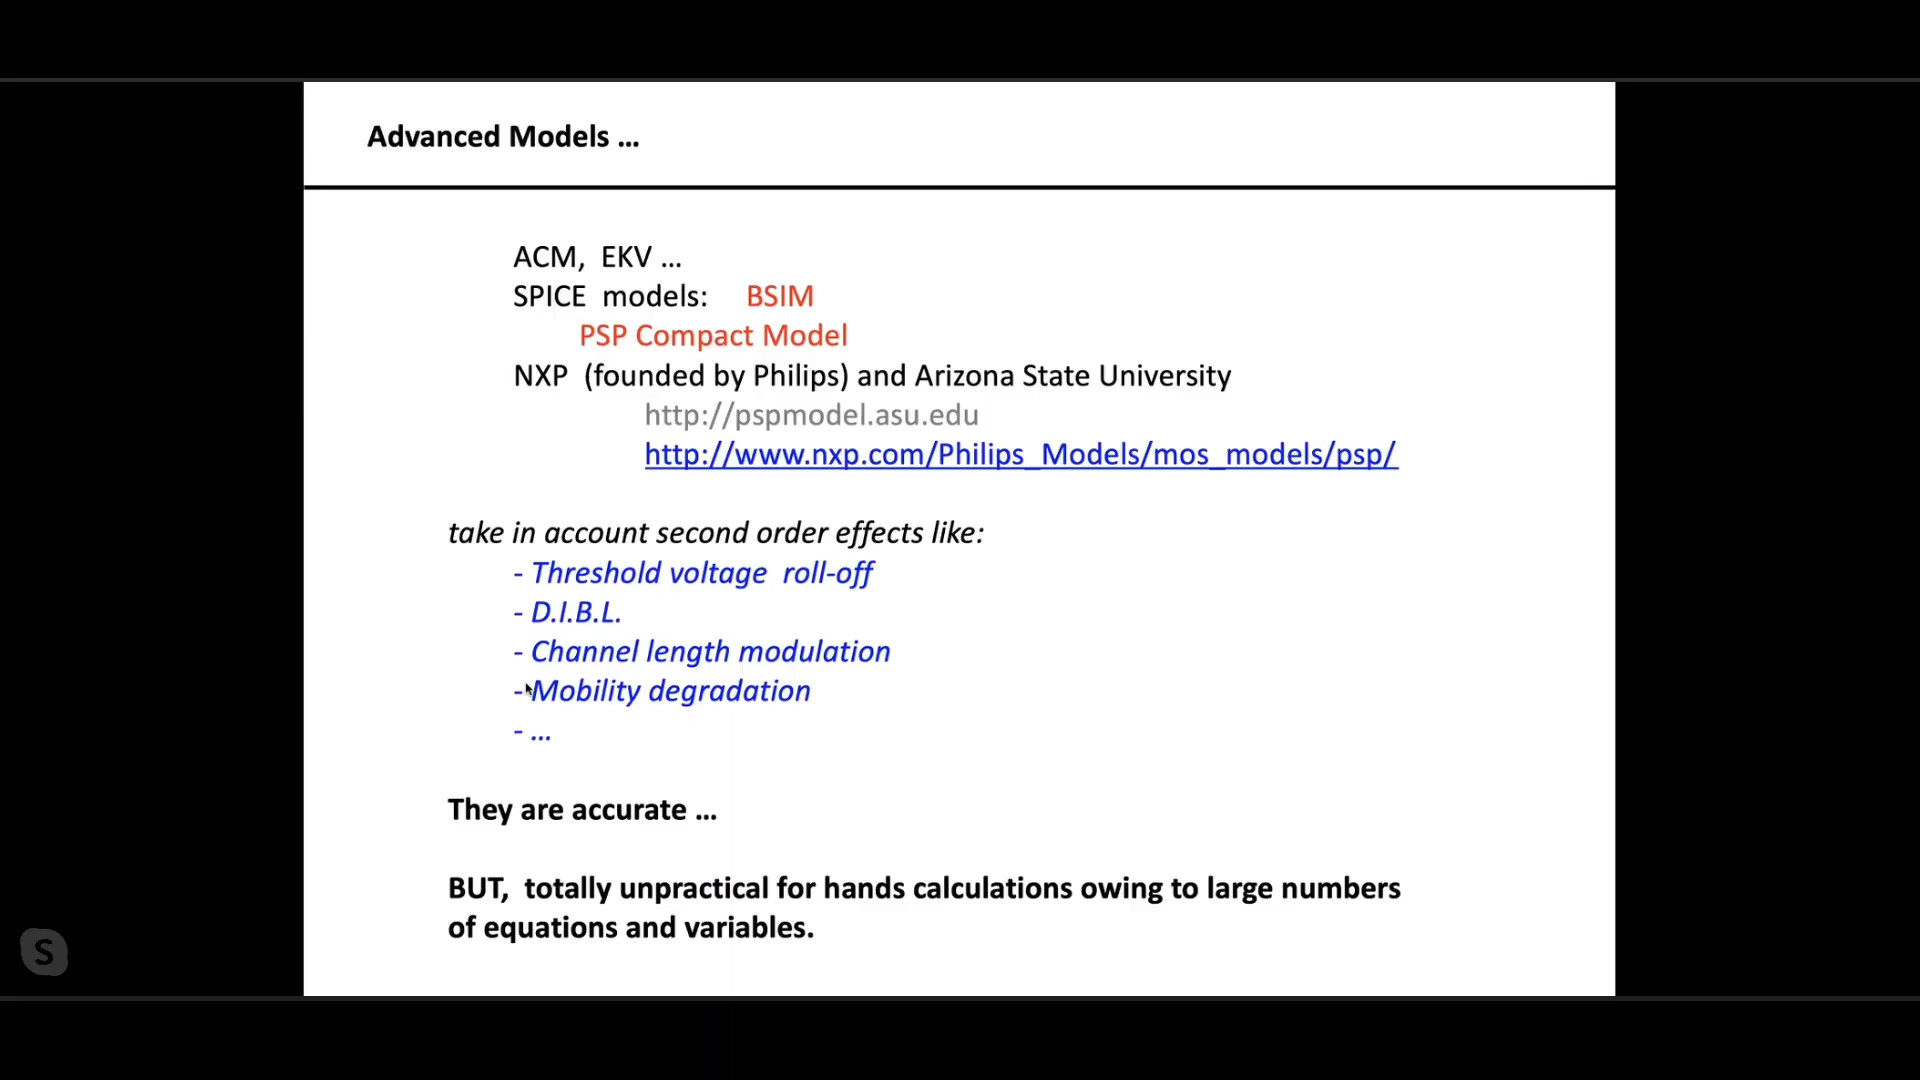 Advanced Models ...
ACM, EKV ...
SPICE models: BSIM
PSP Compact Model
NXP (founded by Philips) and Arizona State University
http://pspmodel.asu.edu
http://www.nxp.com/Philips_Models/mos_models/psp/
take in account second order effects like:
- Threshold voltage roll-off
- D.I.B.L.
- Channel length modulation
- Mobility degradation
- ...
They are accurate ...
BUT, totally unpractical for hands calculations owing to large numbers
of equations and variables.
S